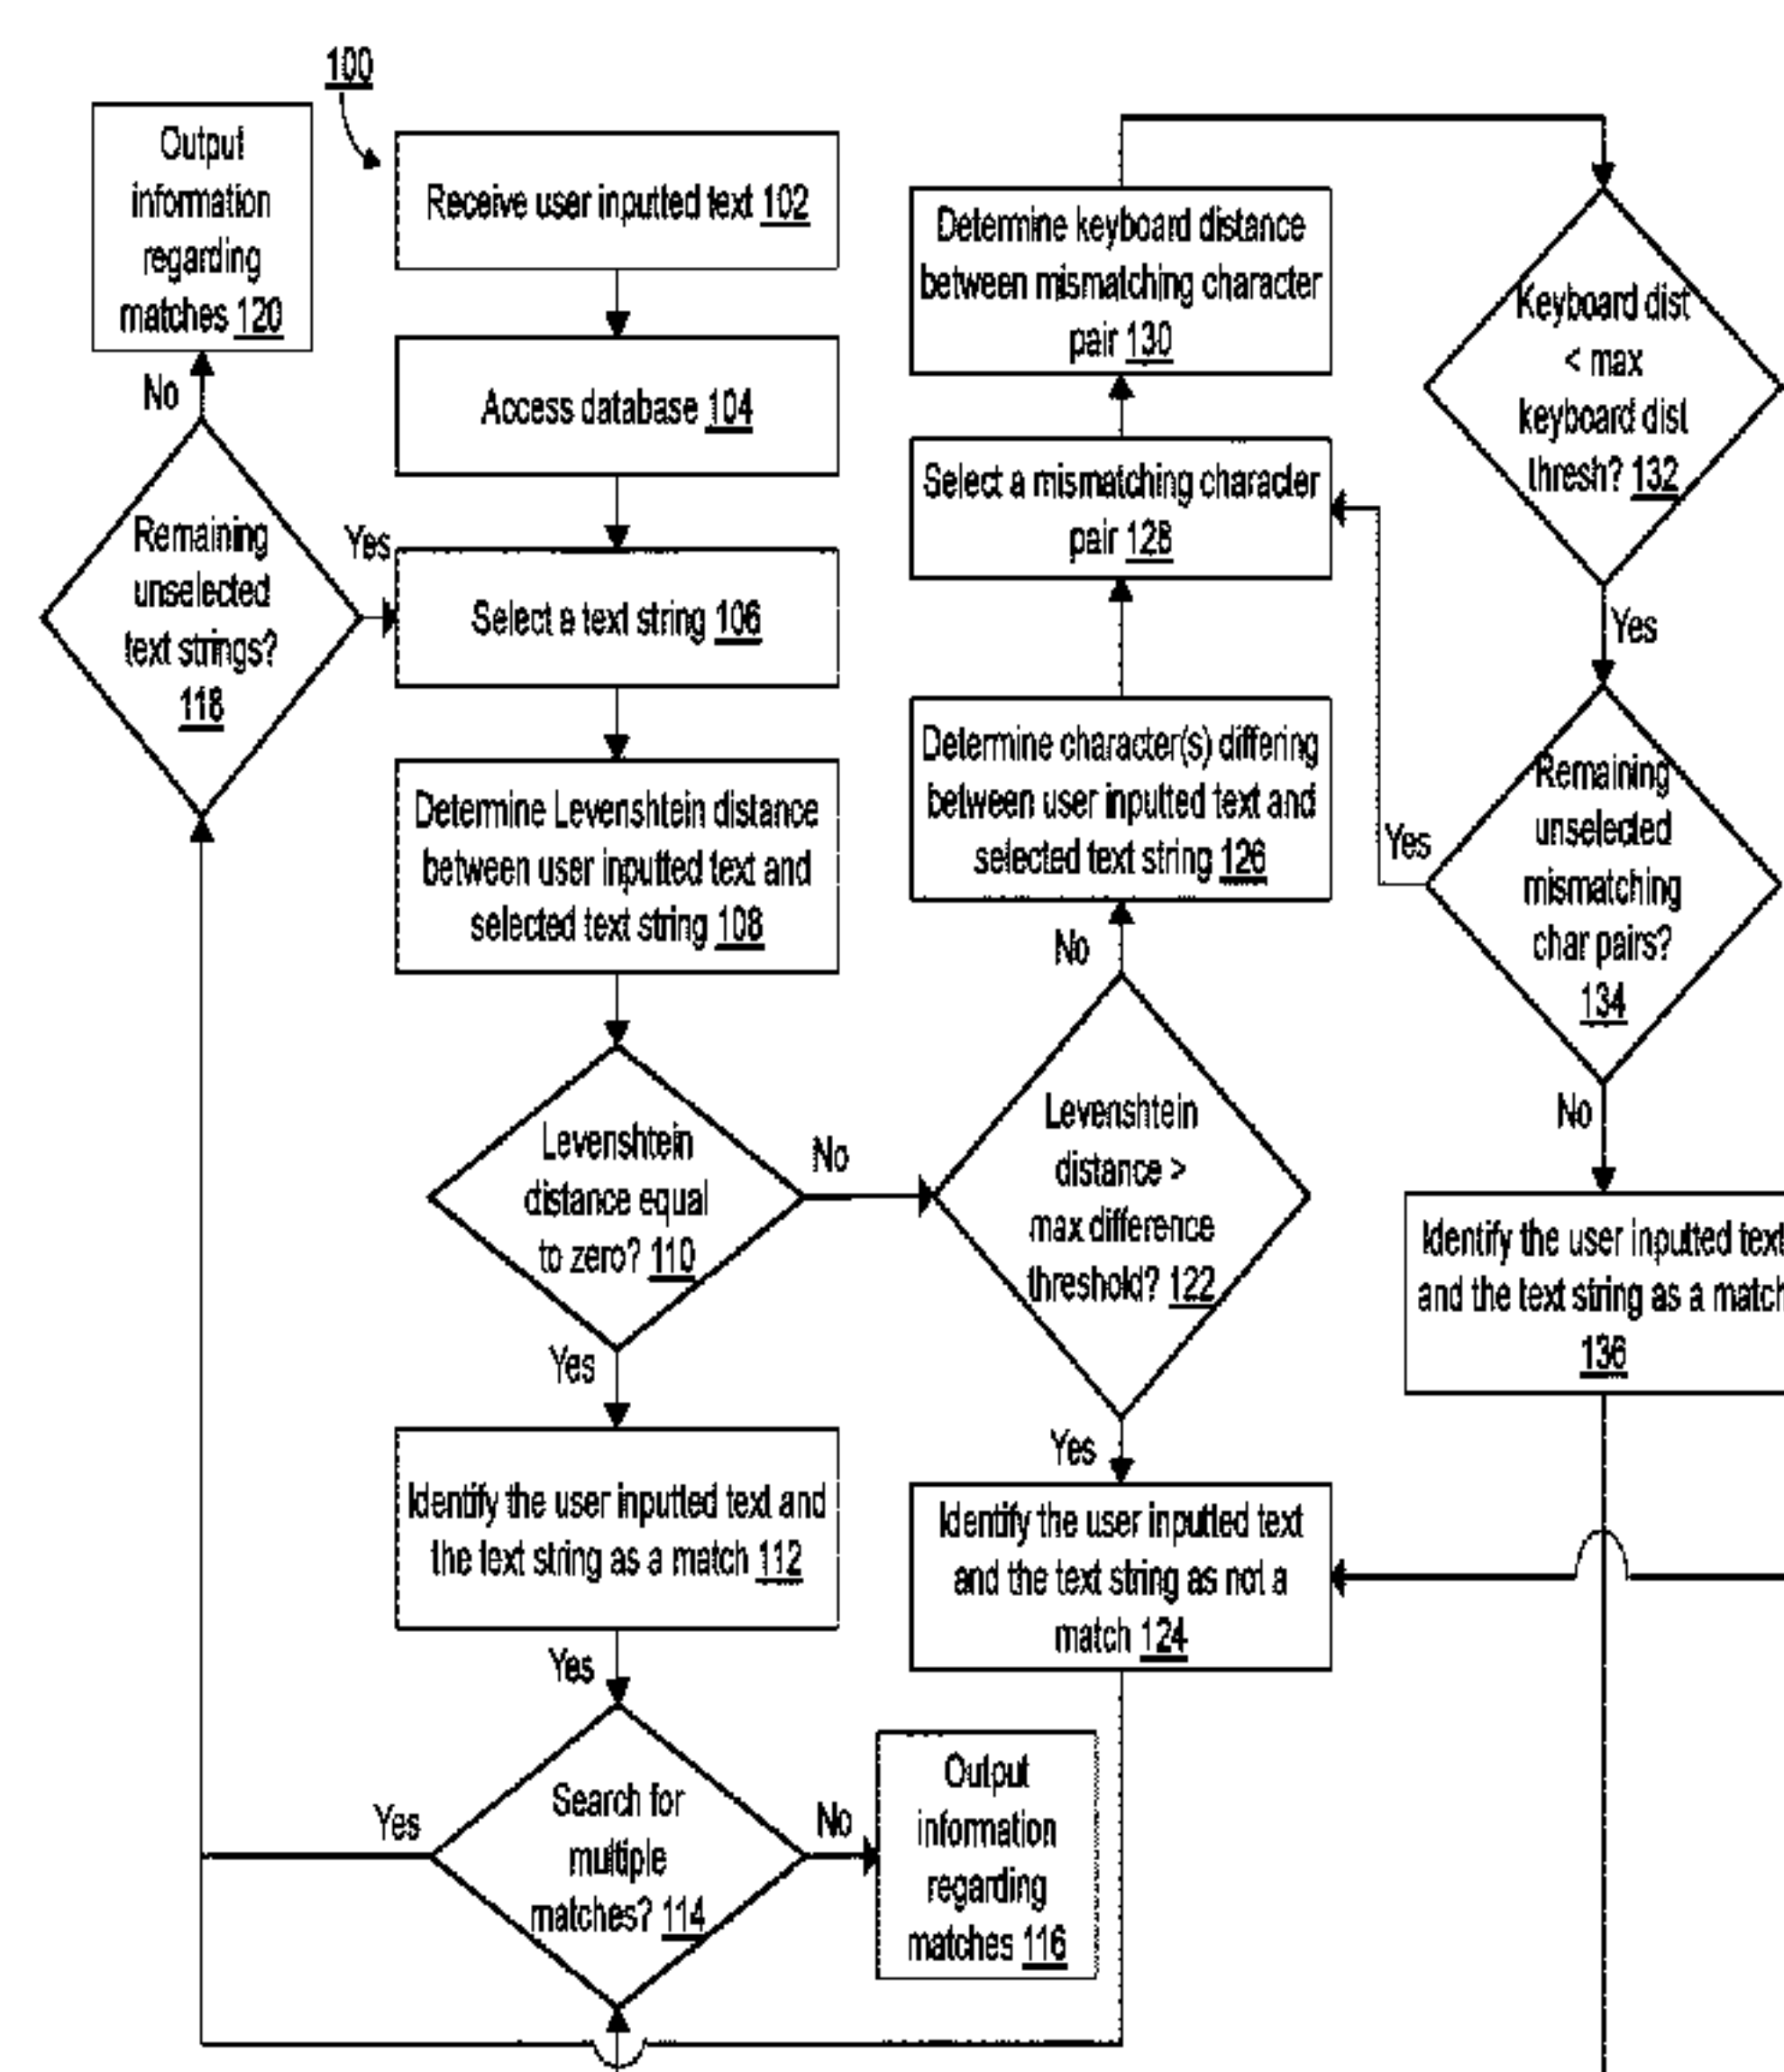 100
Output
information
regarding
matches 120
No
Remaining
unselected
text strings?
118
Yes
Receive user inputted text 102
Access database 104
Select a text string 106
Determine Levenshtein distance
between user inputted text and
selected text string 108
Levenshtein
distance equal
to zero? 110
No
Yes
Identify the user inputted text and
the text string as a match 112
Yes
Search for
multiple
matches? 114
Yes
No
Output
information
regarding
matches 116
Determine keyboard distance
between mismatching character
pair 130
Select a mismatching character
pair 128
Determine character(s) differing
between user inputted text and
selected text string 126
No
Levenshtein
distance >
max difference
threshold? 122
Yes
Identify the user inputted text
and the text string as not a
match 124
Keyboard dist
< max
keyboard dist
thresh? 132
Yes
Remaining
unselected
mismatching
char pairs?
134
Yes
No
Identify the user inputted text
and the text string as a match
136